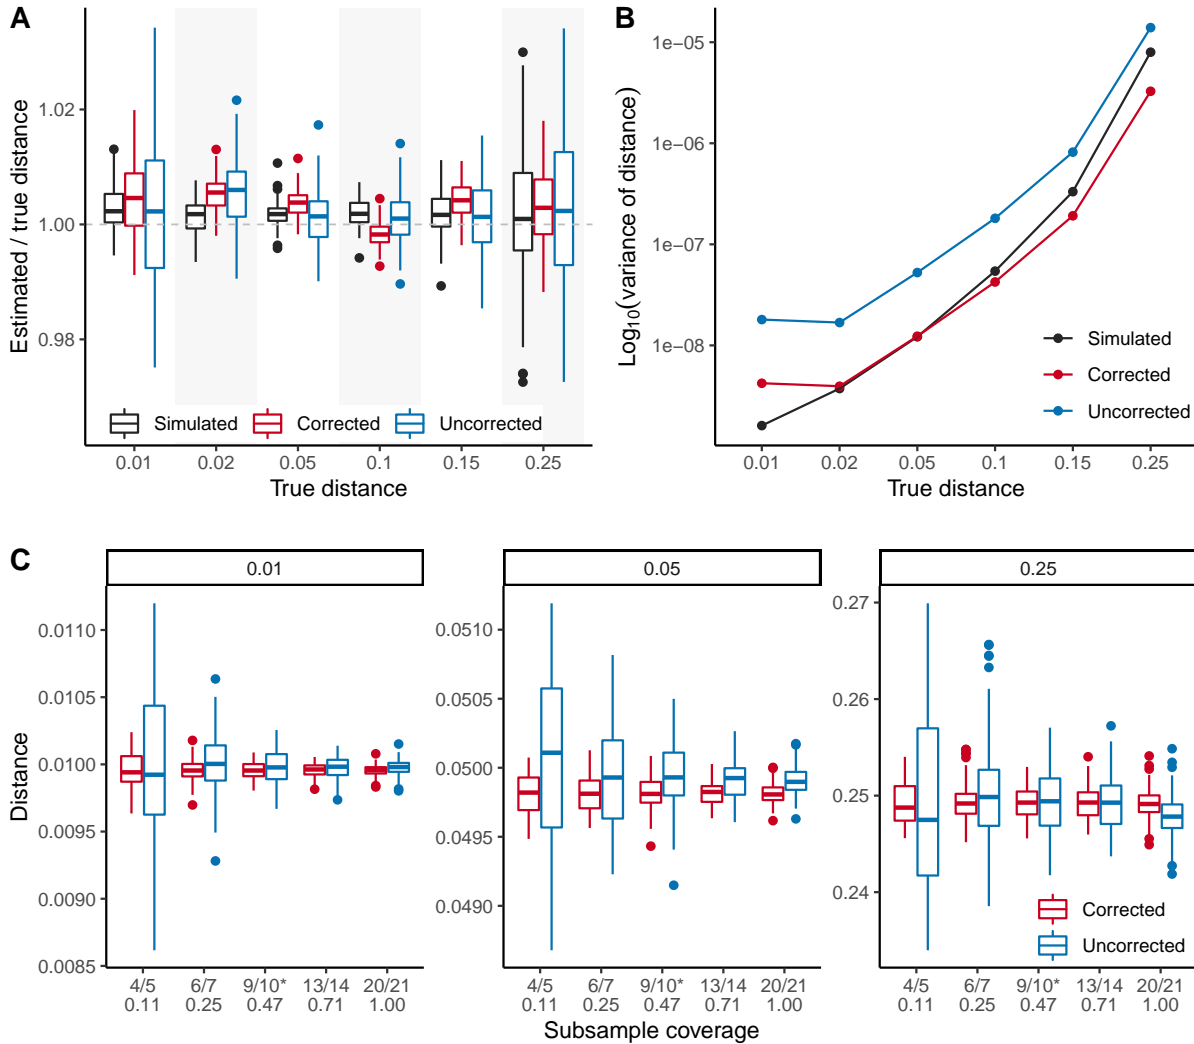 A
Estimated / true distance
1.02
1.00
0.98
Simulated Corrected Uncorrected
0.01 0.02 0.05 0.1 0.15 0.25
True distance
B
Log10(variance of distance)
1e-05
1e-06
1e-07
1e-08
Simulated
Corrected
Uncorrected
0.01 0.02 0.05 0.1 0.15 0.25
True distance
C
Distance
0.01
0.0110
0.0105
0.0100
0.0095
0.0090
0.0085
4/5 6/7 9/10* 13/14 20/21
0.11 0.25 0.47 0.71 1.00
0.05
0.0510
0.0505
0.0500
0.0495
0.0490
4/5 6/7 9/10* 13/14 20/21
0.11 0.25 0.47 0.71 1.00
0.25
0.27
0.26
0.25
0.24
Corrected
Uncorrected
4/5 6/7 9/10* 13/14 20/21
0.11 0.25 0.47 0.71 1.00
Subsample coverage